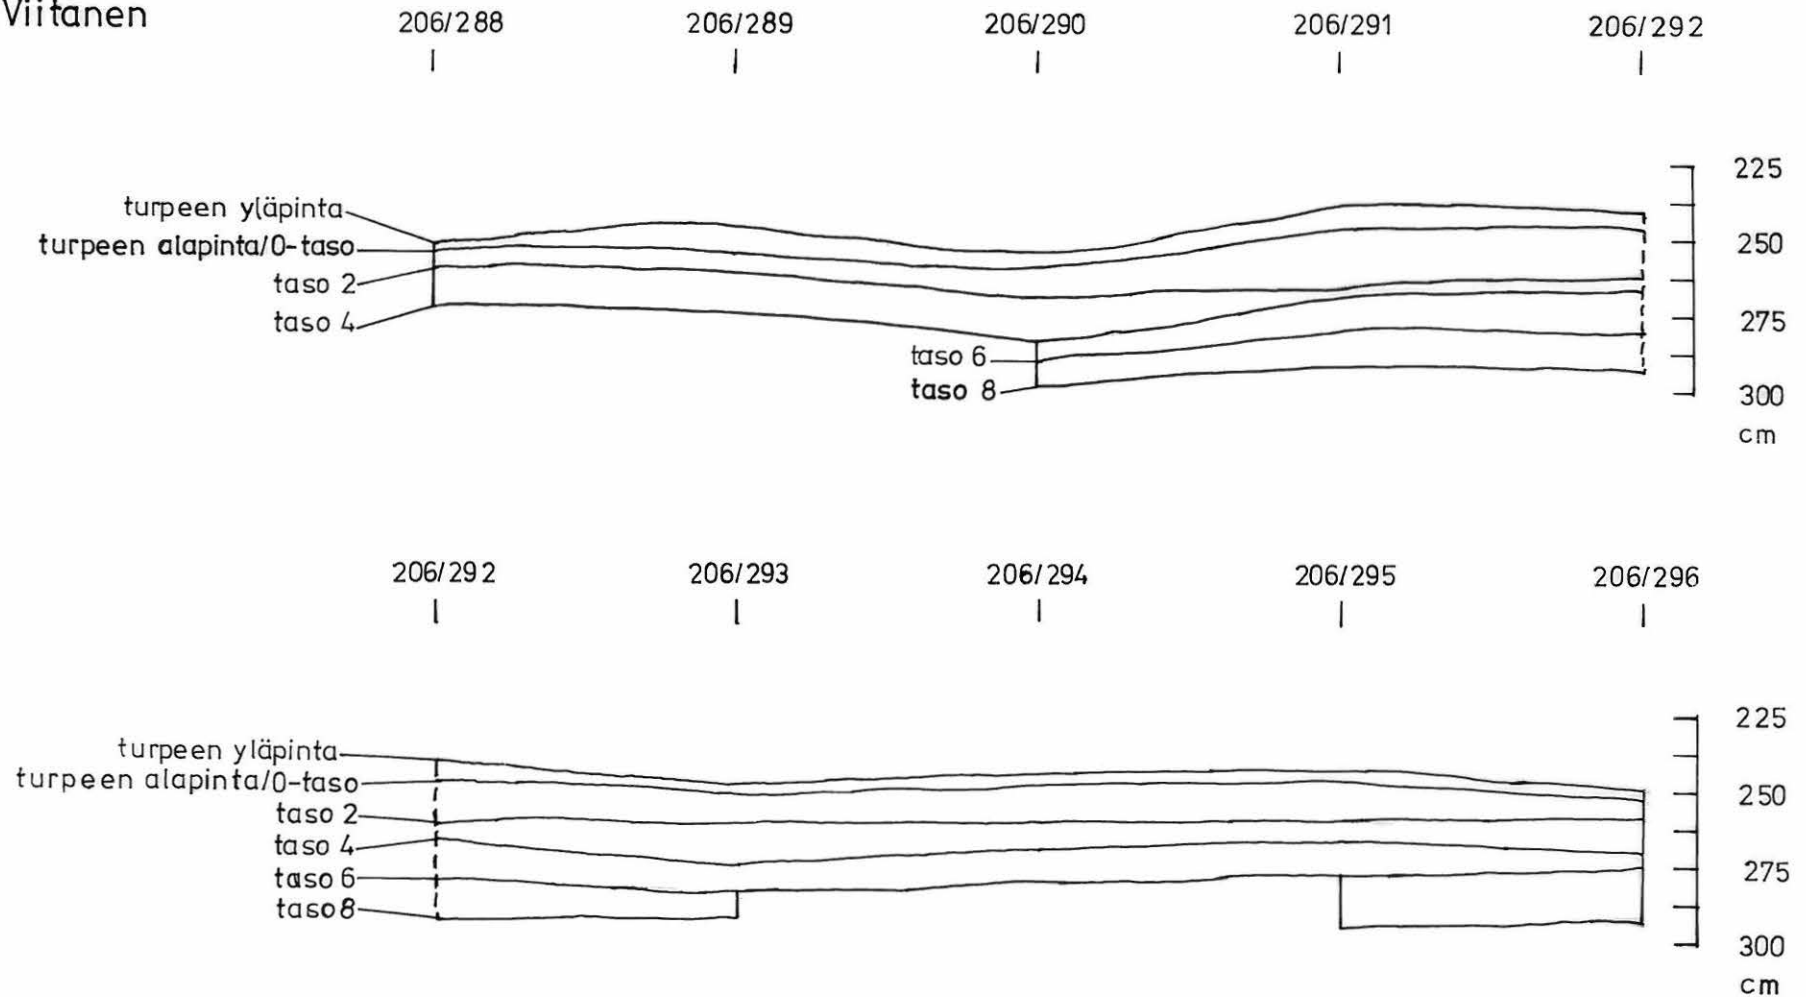 Viitanen
206/288 206/289 206/290 206/291 206/292
225
turpeen yläpinta
turpeen alapinta/0-taso
250
taso 2
taso 4
275
taso 6
taso 8
300
cm
206/292 206/293 206/294 206/295 206/296
225
turpeen yläpinta
turpeen alapinta/0-taso
250
taso 2
taso 4
taso 6
275
taso 8
300
cm